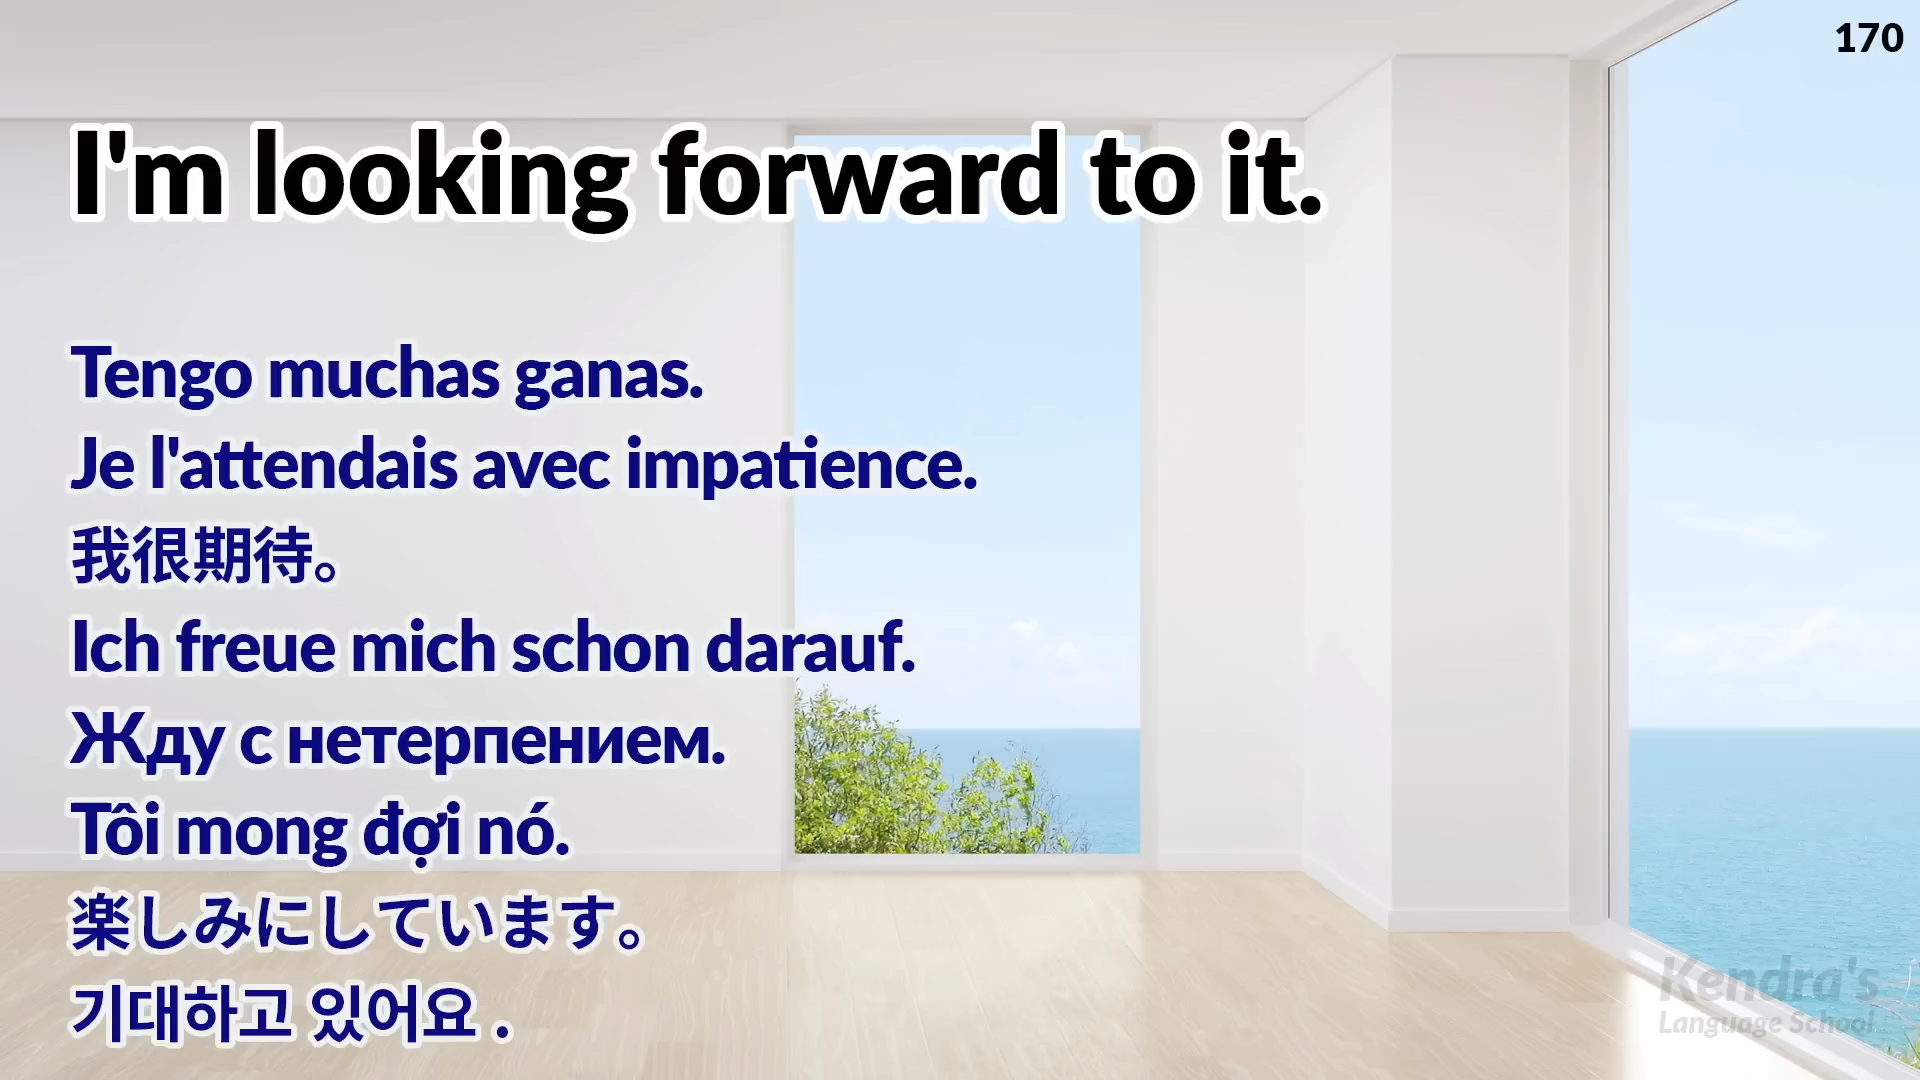 170
I'm looking forward to it.
Tengo muchas ganas.
Je l'attendais avec impatience.
我很期待。
Ich freue mich schon darauf.
Жду с нетерпением.
Tôi mong đợi nó.
楽しみにしています。
기대하고 있어요 .
Kendra's
Language School